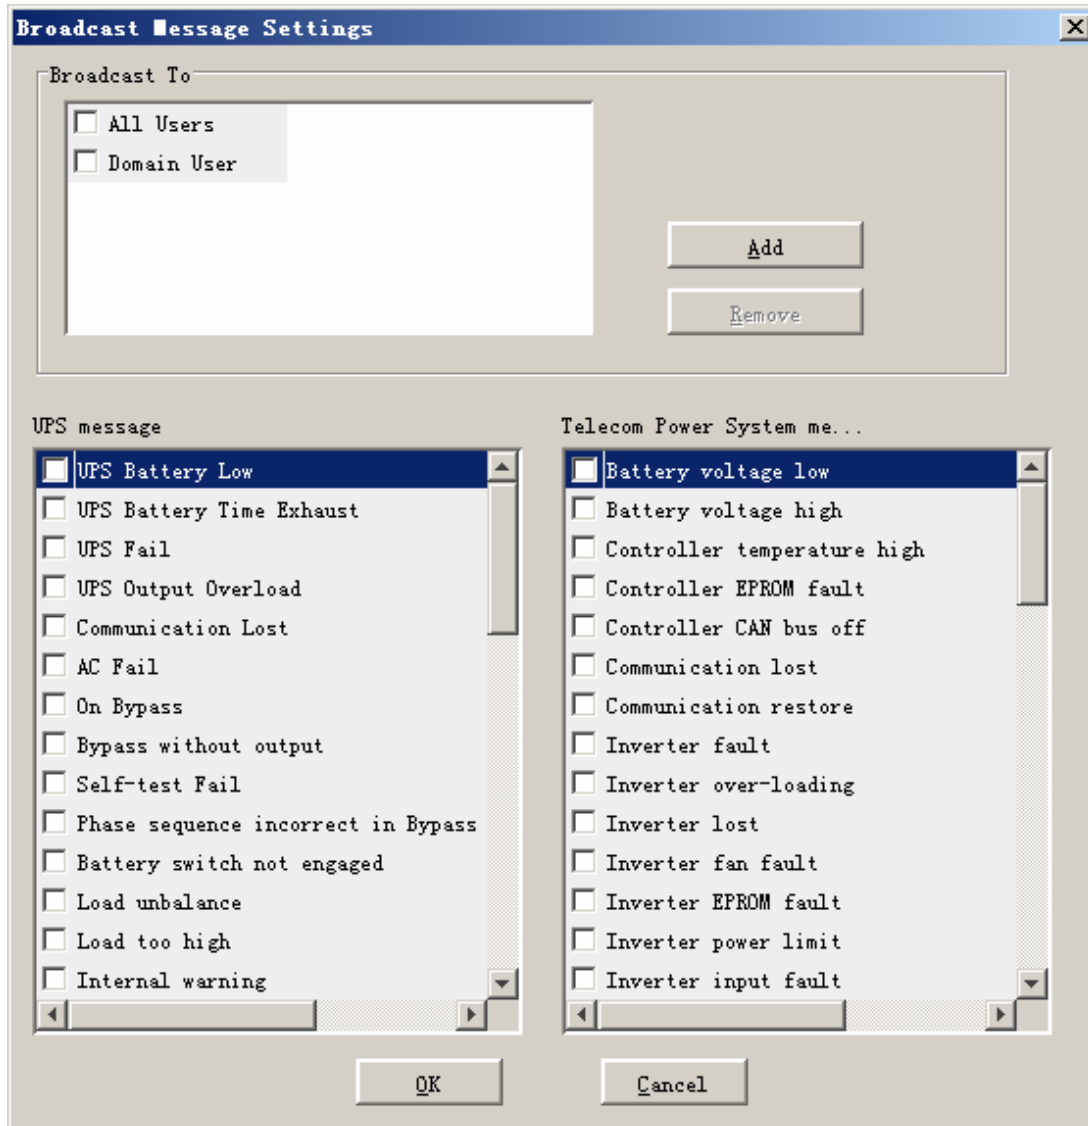 Broadcast Message Settings
Broadcast To
All Users
Domain User
Add
Remove
UPS message
UPS Battery Low
UPS Battery Time Exhaust
UPS Fail
UPS Output Overload
Communication Lost
AC Fail
On Bypass
Bypass without output
Self-test Fail
Phase sequence incorrect in Bypass
Battery switch not engaged
Load unbalance
Load too high
Internal warning
Telecom Power System me...
Battery voltage low
Battery voltage high
Controller temperature high
Controller EPROM fault
Controller CAN bus off
Communication lost
Communication restore
Inverter fault
Inverter over-loading
Inverter lost
Inverter fan fault
Inverter EPROM fault
Inverter power limit
Inverter input fault
OK
Cancel